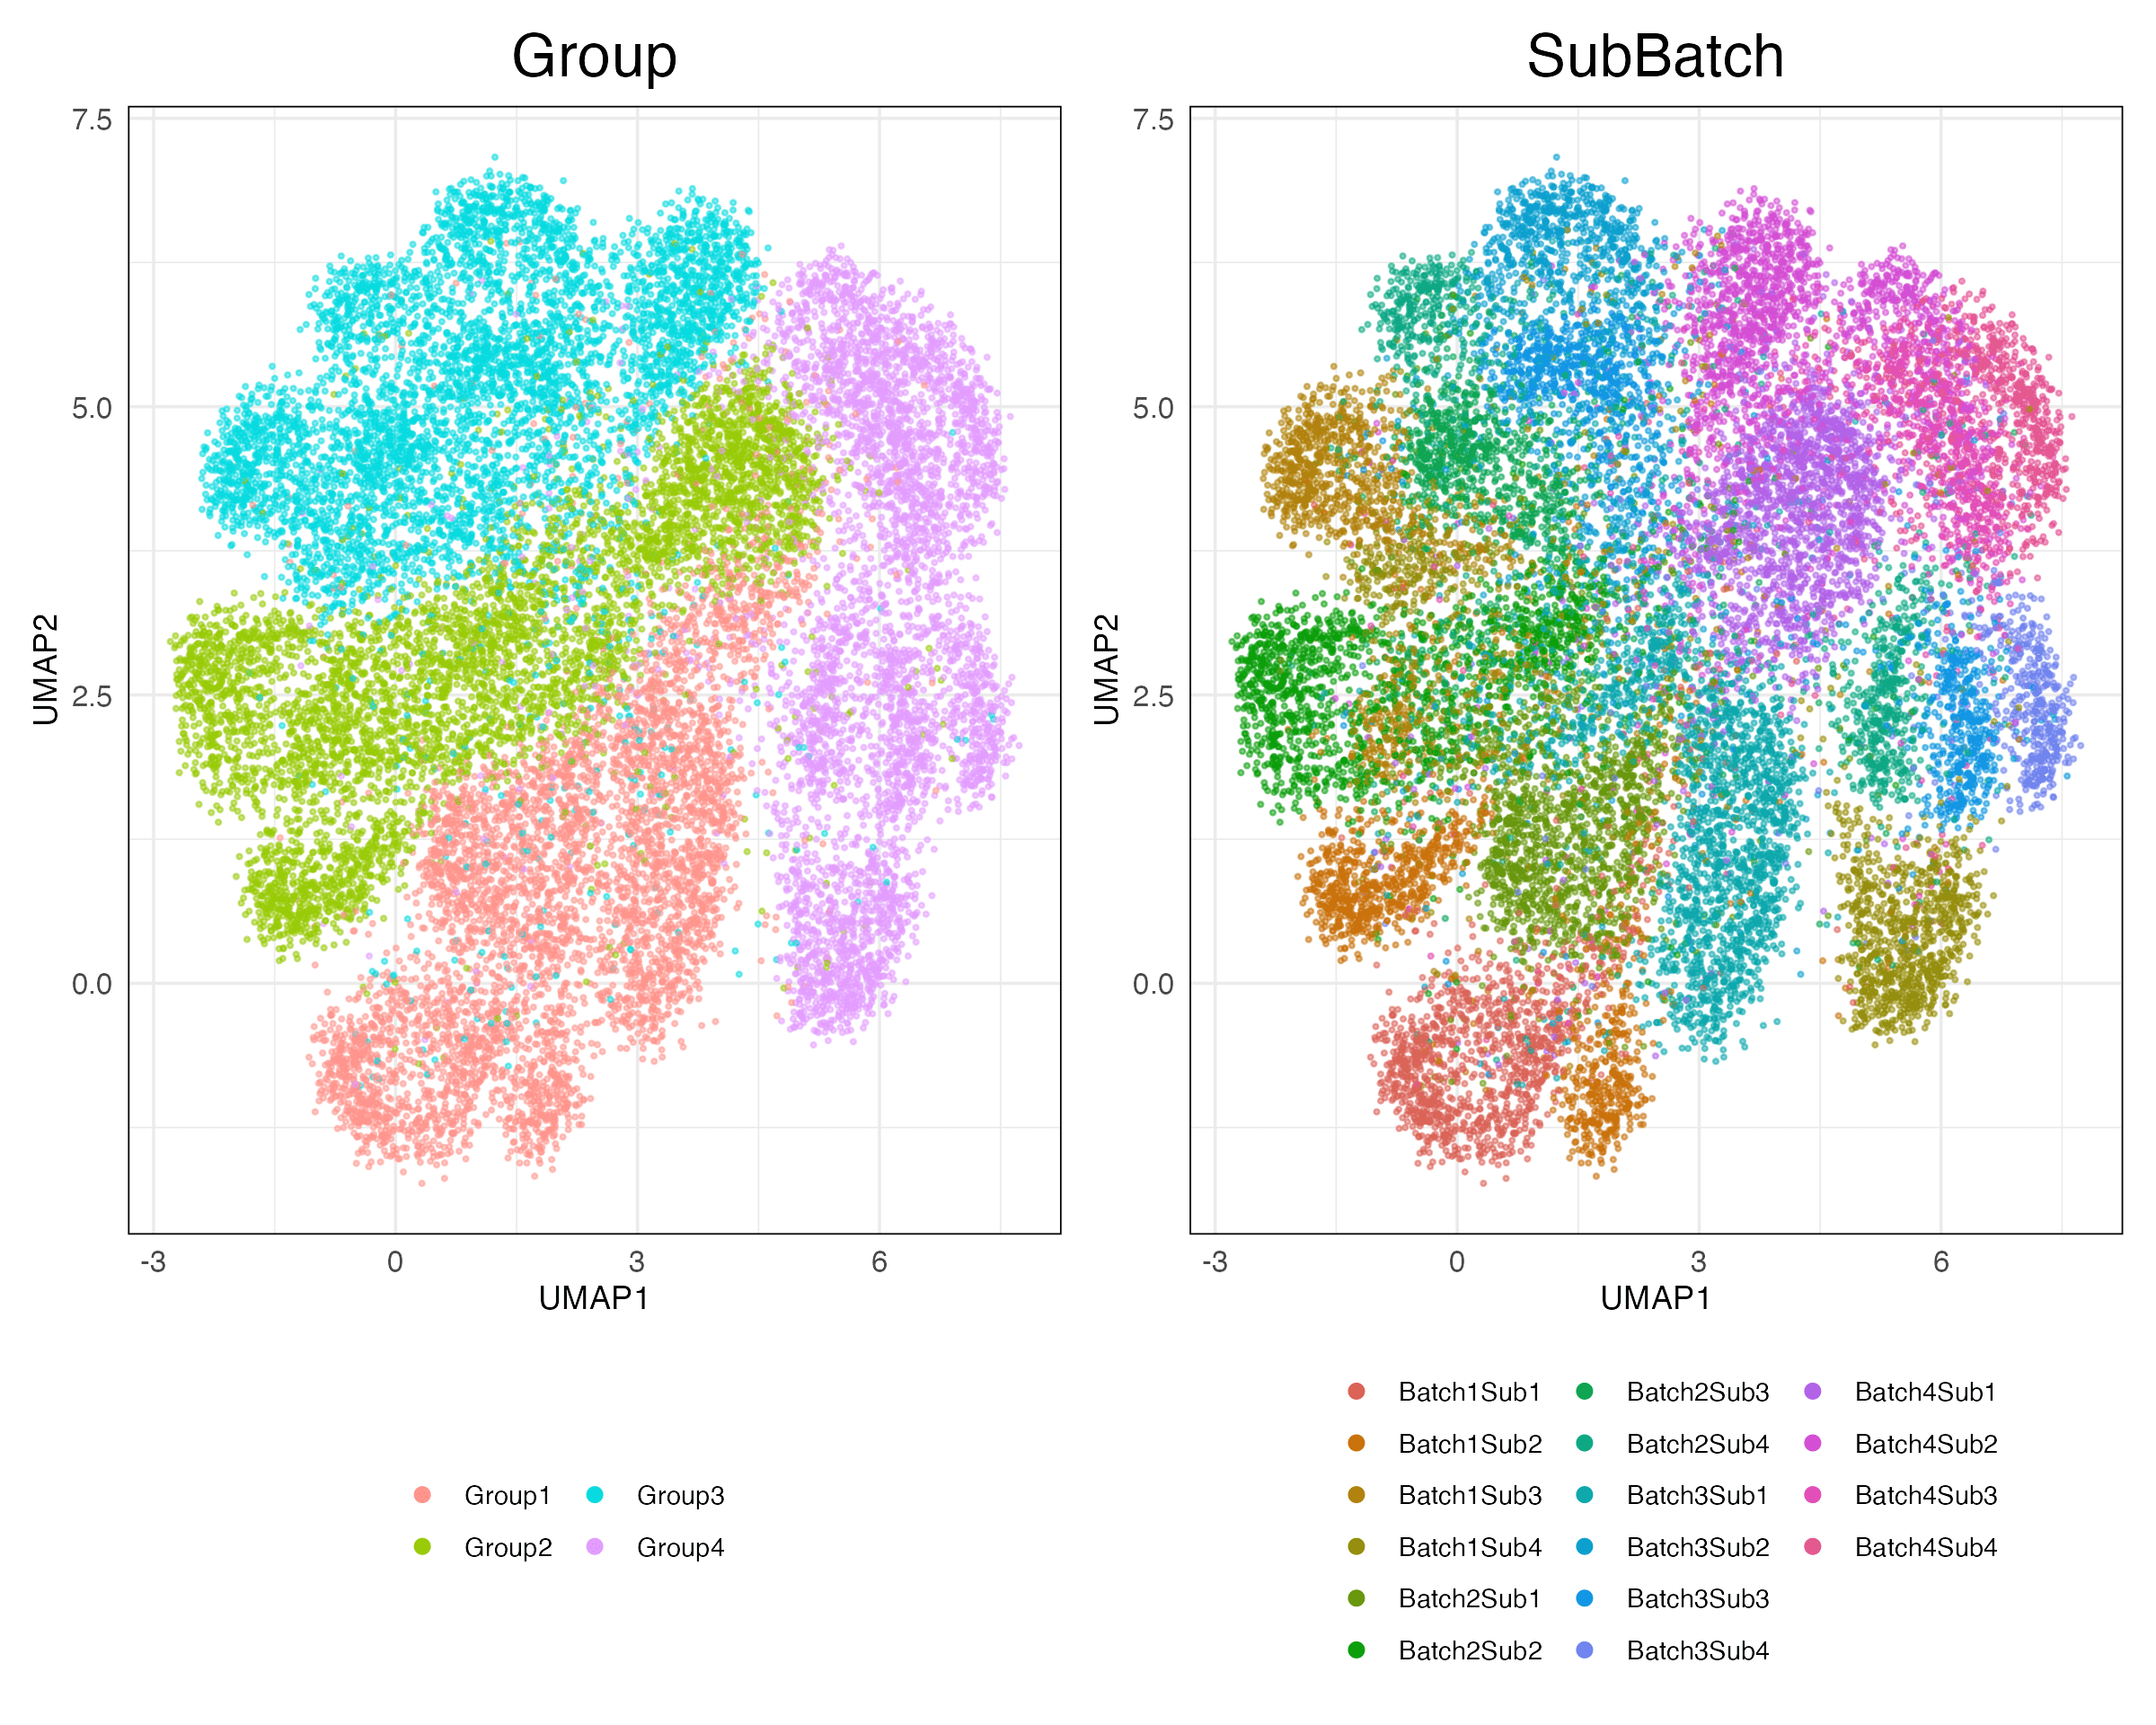 Group
7.5
5.0
2.5
0.0
UMAP2
-3 0 3 6
UMAP1
Group1 Group3
Group2 Group4
SubBatch
7.5
5.0
2.5
0.0
UMAP2
-3 0 3 6
UMAP1
Batch1Sub1 Batch2Sub3 Batch4Sub1
Batch1Sub2 Batch2Sub4 Batch4Sub2
Batch1Sub3 Batch3Sub1 Batch4Sub3
Batch1Sub4 Batch3Sub2 Batch4Sub4
Batch2Sub1 Batch3Sub3
Batch2Sub2 Batch3Sub4